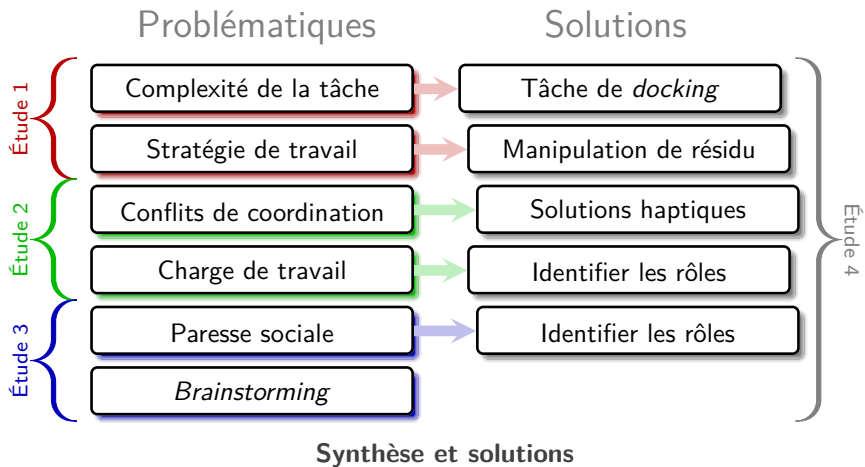 Problématiques
Solutions
Étude 1
Complexité de la tâche
Tâche de docking
Stratégie de travail
Manipulation de résidu
Étude 2
Conflits de coordination
Solutions haptiques
Charge de travail
Identifier les rôles
Étude 3
Paresse sociale
Identifier les rôles
Brainstorming
Étude 4
Synthèse et solutions